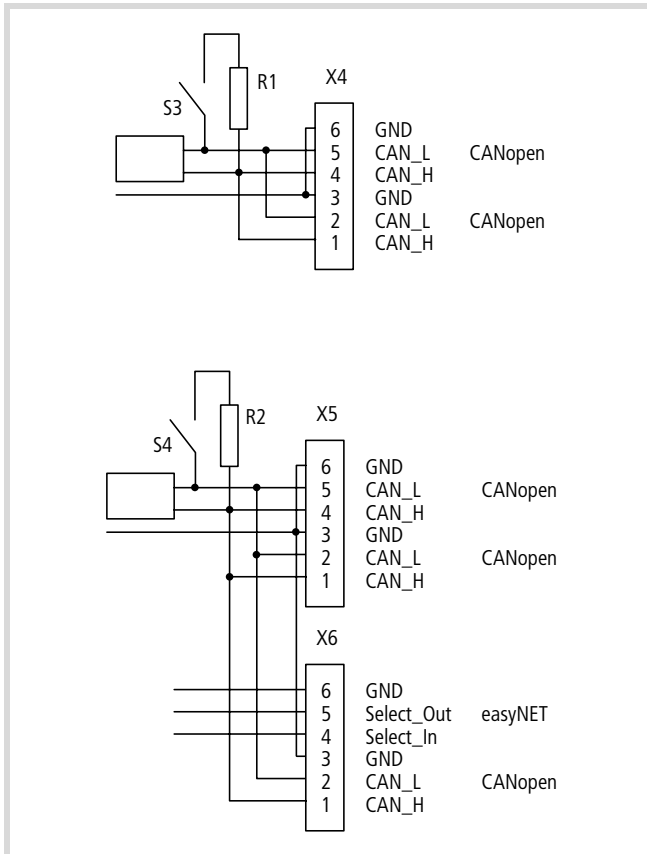 X4
R1
S3
6 GND
5 CAN_L CANopen
4 CAN_H
3 GND
2 CAN_L CANopen
1 CAN_H
X5
R2
S4
6 GND
5 CAN_L CANopen
4 CAN_H
3 GND
2 CAN_L CANopen
1 CAN_H
X6
6 GND
5 Select_Out easyNET
4 Select_In
3 GND
2 CAN_L CANopen
1 CAN_H